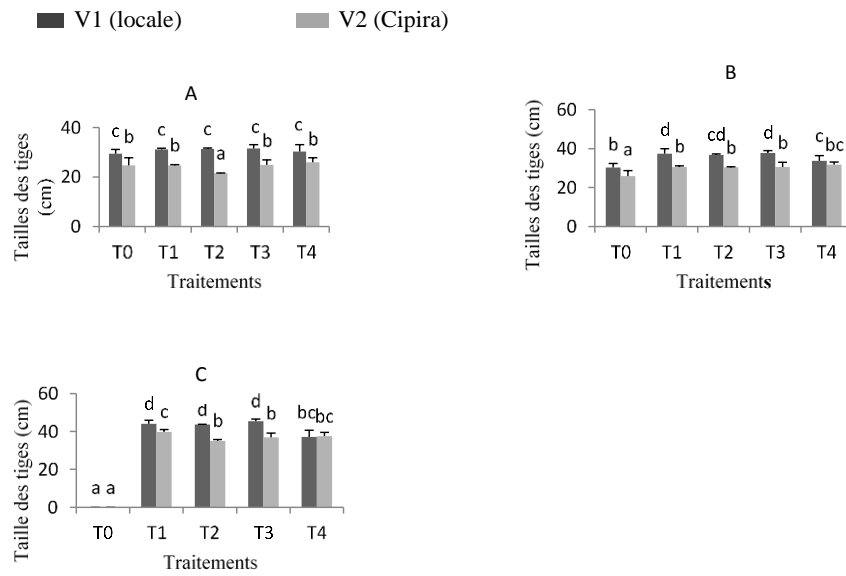 V1 (locale) V2 (Cipira)
A
Tailles des tiges (cm)
40
20
0
c b c b c a c b c b
T0 T1 T2 T3 T4
Traitements
B
Tailles des tiges (cm)
60
40
20
0
b a d b cd b d b c bc
T0 T1 T2 T3 T4
Traitements
C
Taille des tiges (cm)
60
40
20
0
a a d c d b d b bc bc
T0 T1 T2 T3 T4
Traitements